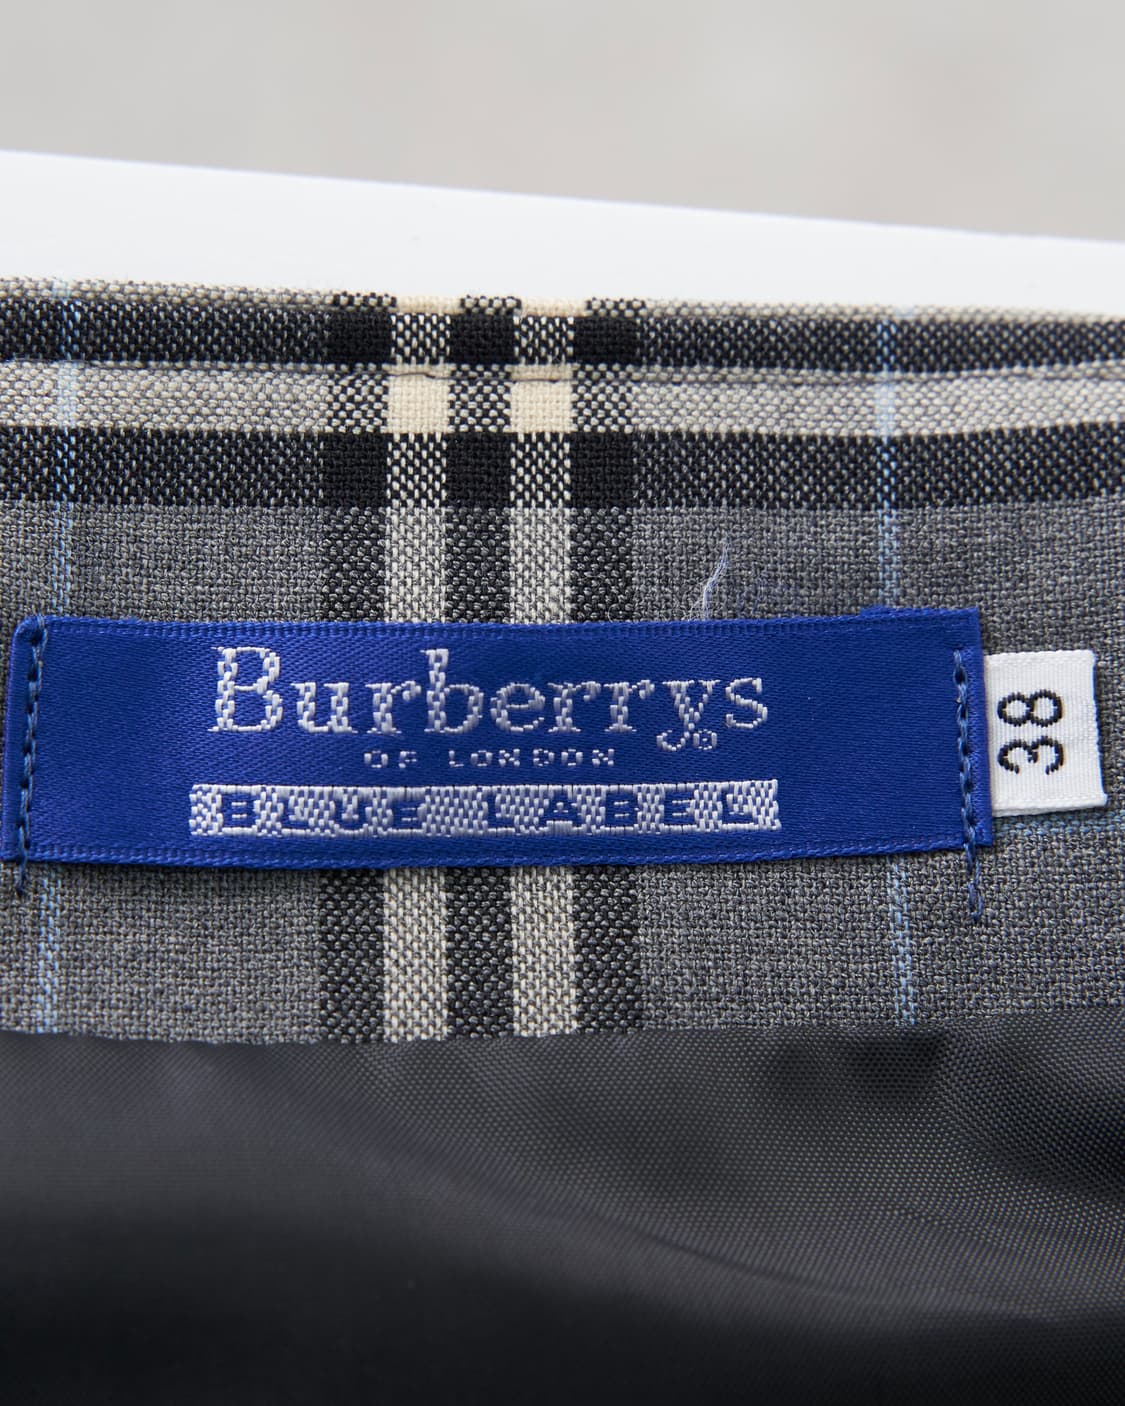 Burberrys®
OF LONDON
BLUE LABEL
38